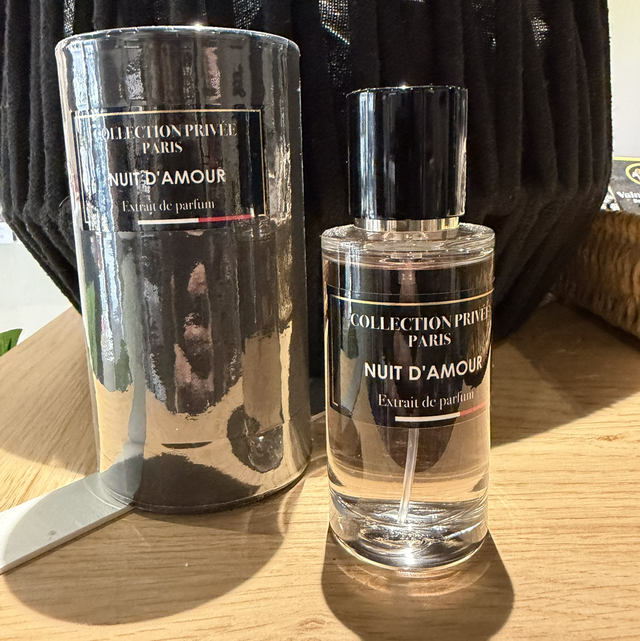 COLLECTION PRIVÉE
PARIS
NUIT D'AMOUR
Extrait de parfum
COLLECTION PRIVÉE
PARIS
NUIT D'AMOUR
Extrait de parfum